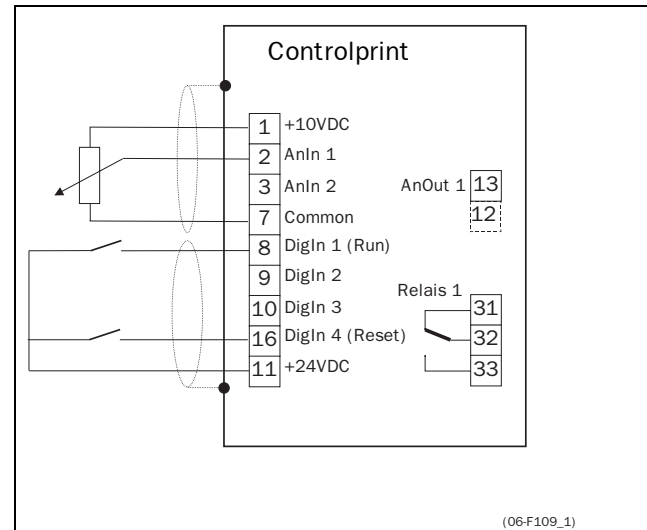 Controlprint
1 +10VDC
2 AnIn 1
3 AnIn 2
7 Common
8 DigIn 1 (Run)
9 DigIn 2
10 DigIn 3
16 DigIn 4 (Reset)
11 +24VDC
AnOut 1 13
12
Relais 1
31
32
33
(06-F109_1)